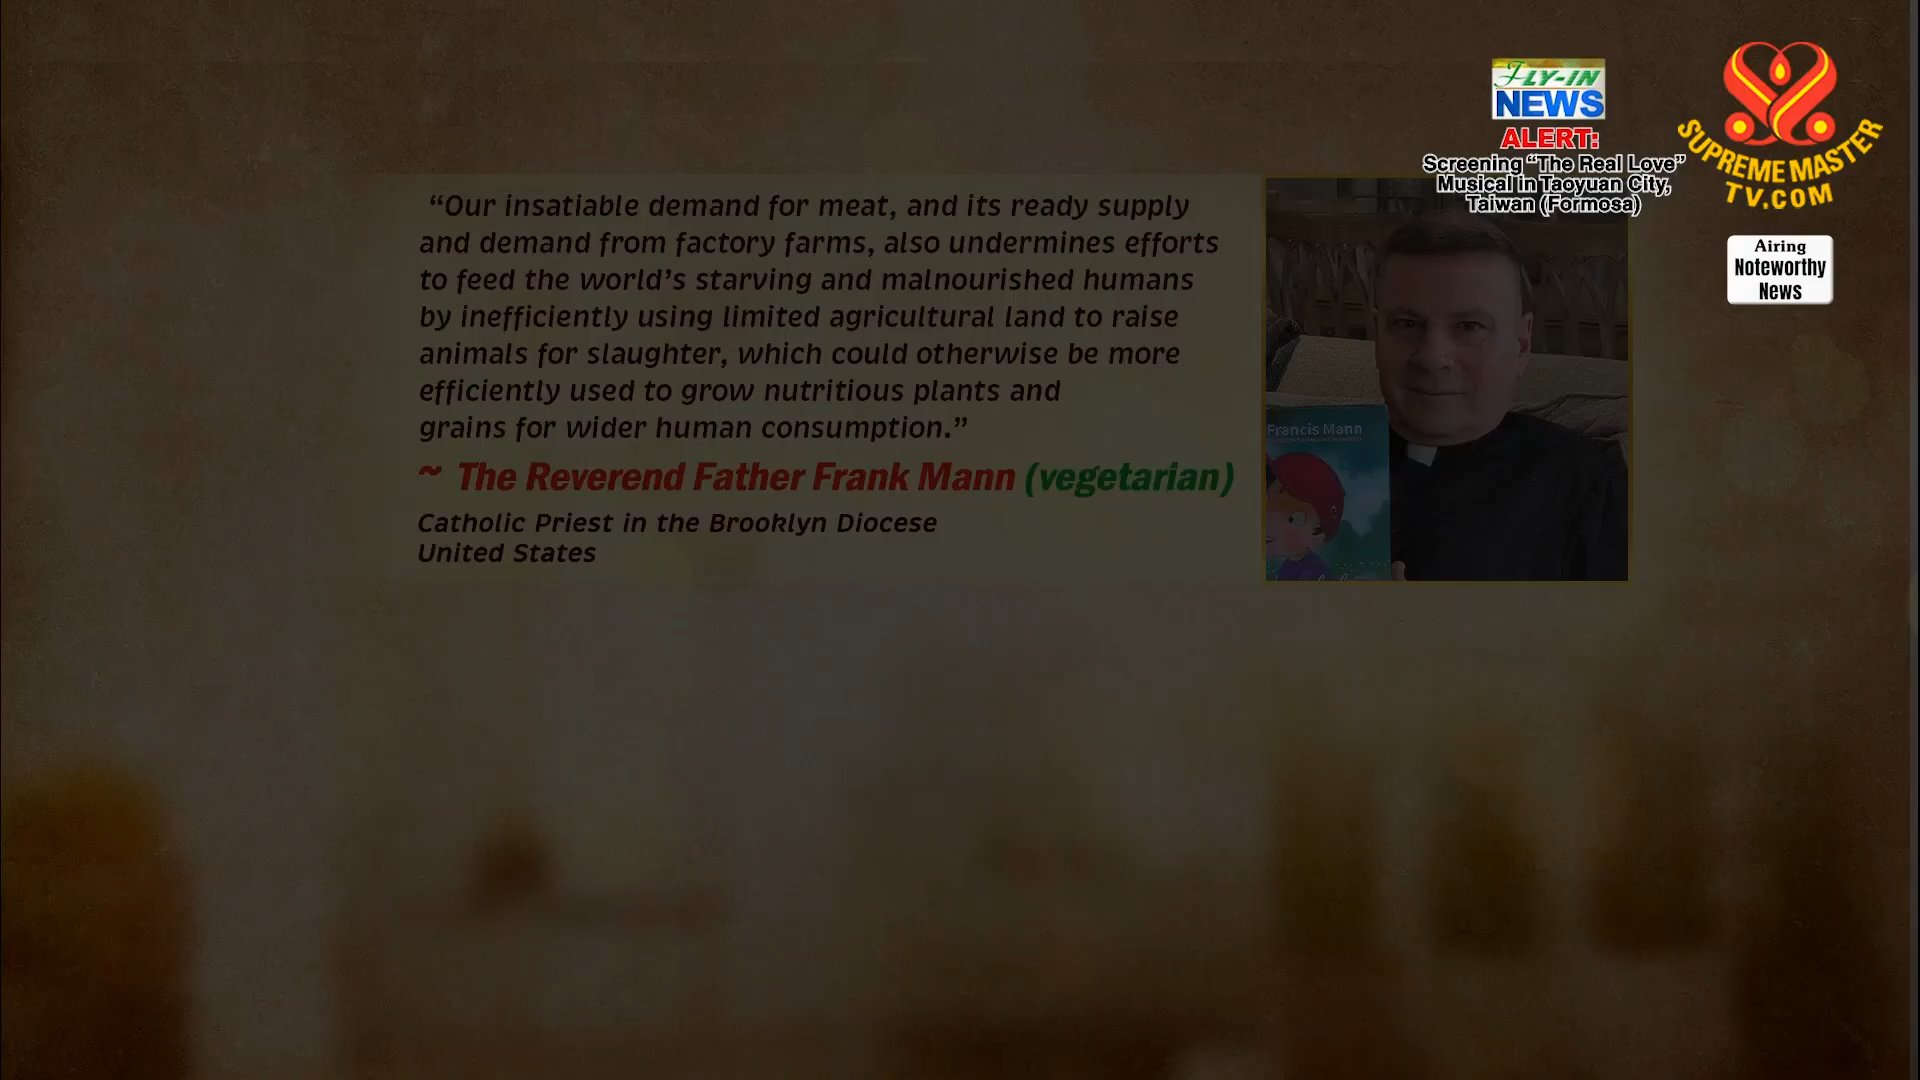 FLY-IN
NEWS
ALERT:
Screening “The Real Love”
Musical in Taoyuan City,
Taiwan (Formosa)
SUPREME MASTER
TV.COM
Airing
Noteworthy
News
“Our insatiable demand for meat, and its ready supply
and demand from factory farms, also undermines efforts
to feed the world’s starving and malnourished humans
by inefficiently using limited agricultural land to raise
animals for slaughter, which could otherwise be more
efficiently used to grow nutritious plants and
grains for wider human consumption.”
~ The Reverend Father Frank Mann (vegetarian)
Catholic Priest in the Brooklyn Diocese
United States
Francis Mann